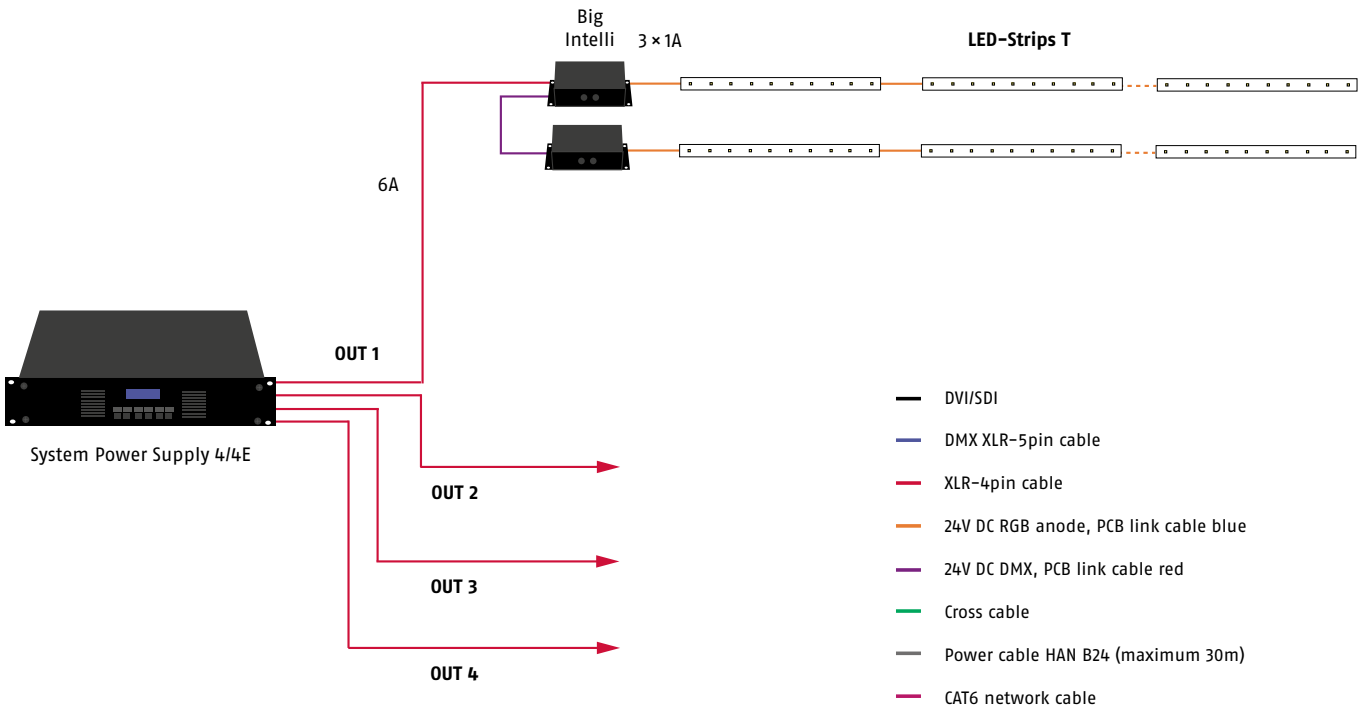 Big
Intelli
3 × 1A
LED-Strips T
6A
OUT 1
System Power Supply 4/4E
OUT 2
OUT 3
OUT 4
DVI/SDI
DMX XLR-5pin cable
XLR-4pin cable
24V DC RGB anode, PCB link cable blue
24V DC DMX, PCB link cable red
Cross cable
Power cable HAN B24 (maximum 30m)
CAT6 network cable